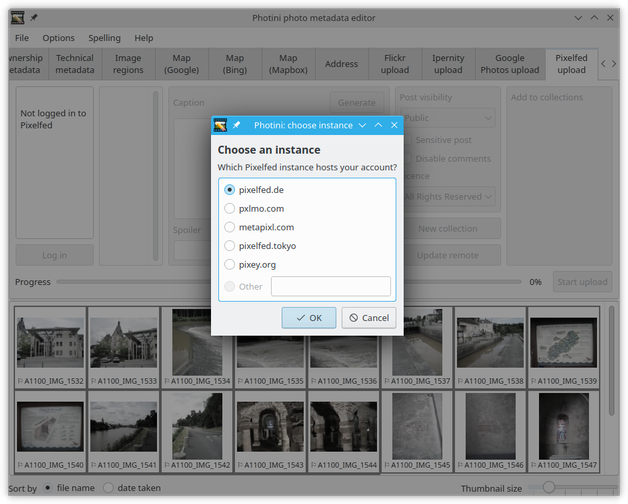 Photini photo metadata editor
File Options Spelling Help
wnership metadata
Technical metadata
Image regions
Map (Google)
Map (Bing)
Map (Mapbox)
Address
Flickr upload
Ipernity upload
Google Photos upload
Pixelfed upload
Not logged in to
Pixelfed
Log in
Caption
Generate
Spoiler
Post visibility
Public
Sensitive post
Disable comments
icence
All Rights Reserved
New collection
Update remote
Add to collections
Photini: choose instance
Choose an instance
Which Pixelfed instance hosts your account?
pixelfed.de
pxlmo.com
metapixl.com
pixelfed.tokyo
pixey.org
Other
OK Cancel
Progress 0% Start upload
A1100_IMG_1532 A1100_IMG_1533 A1100_IMG_1534 A1100_IMG_1535 A1100_IMG_1536 A1100_IMG_1537 A1100_IMG_1538 A1100_IMG_1539
A1100_IMG_1540 A1100_IMG_1541 A1100_IMG_1542 A1100_IMG_1543 A1100_IMG_1544 A1100_IMG_1545 A1100_IMG_1546 A1100_IMG_1547
Sort by file name date taken Thumbnail size